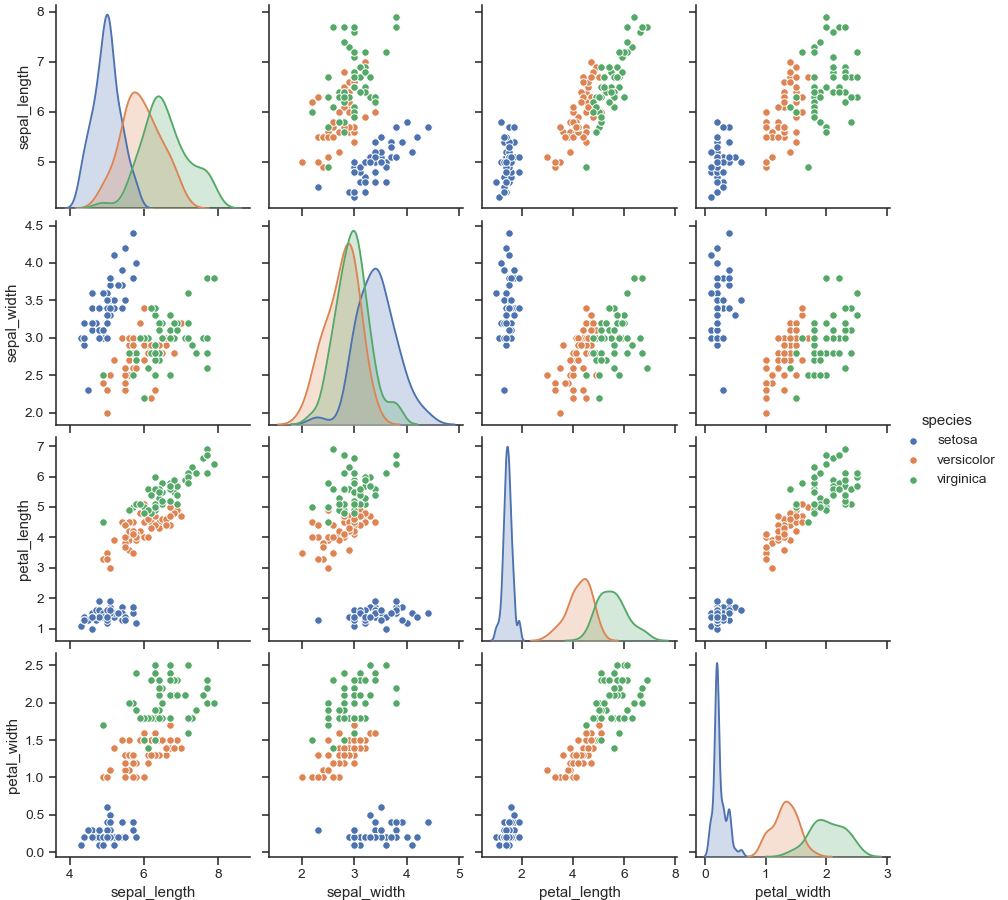 8
7
6
5
sepal_length
4.5
4.0
3.5
3.0
2.5
2.0
sepal_width
species
setosa
versicolor
virginica
7
6
5
4
3
2
1
petal_length
2.5
2.0
1.5
1.0
0.5
0.0
petal_width
4 6 8
sepal_length
2 3 4 5
sepal_width
2 4 6 8
petal_length
0 1 2 3
petal_width